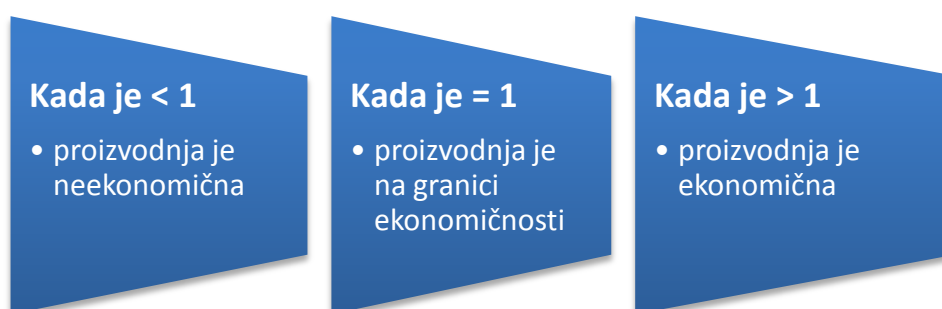 Kada je < 1
• proizvodnja je
neekonomična
Kada je = 1
• proizvodnja je
na granici
ekonomičnosti
Kada je > 1
• proizvodnja je
ekonomična